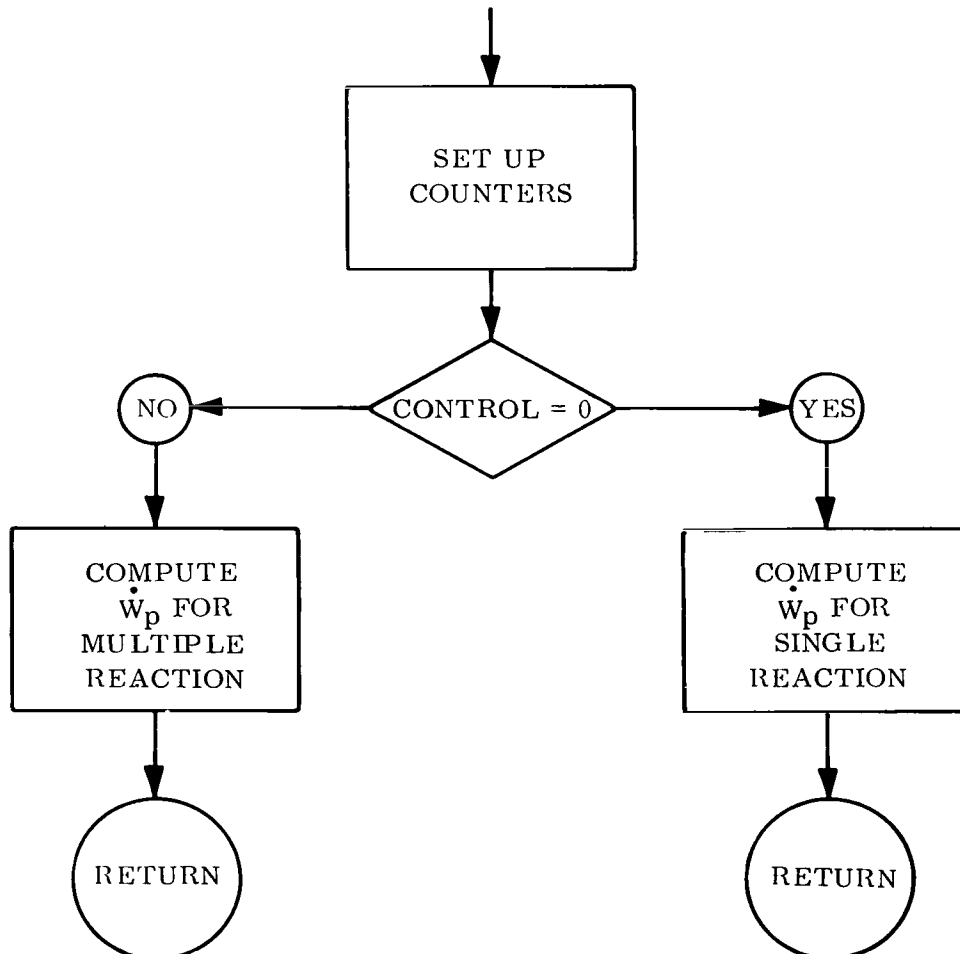 SET UP
COUNTERS
NO
CONTROL = 0
YES
COMPUTE
Ẇp FOR
MULTIPLE
REACTION
COMPUTE
Ẇp FOR
SINGLE
REACTION
RETURN
RETURN